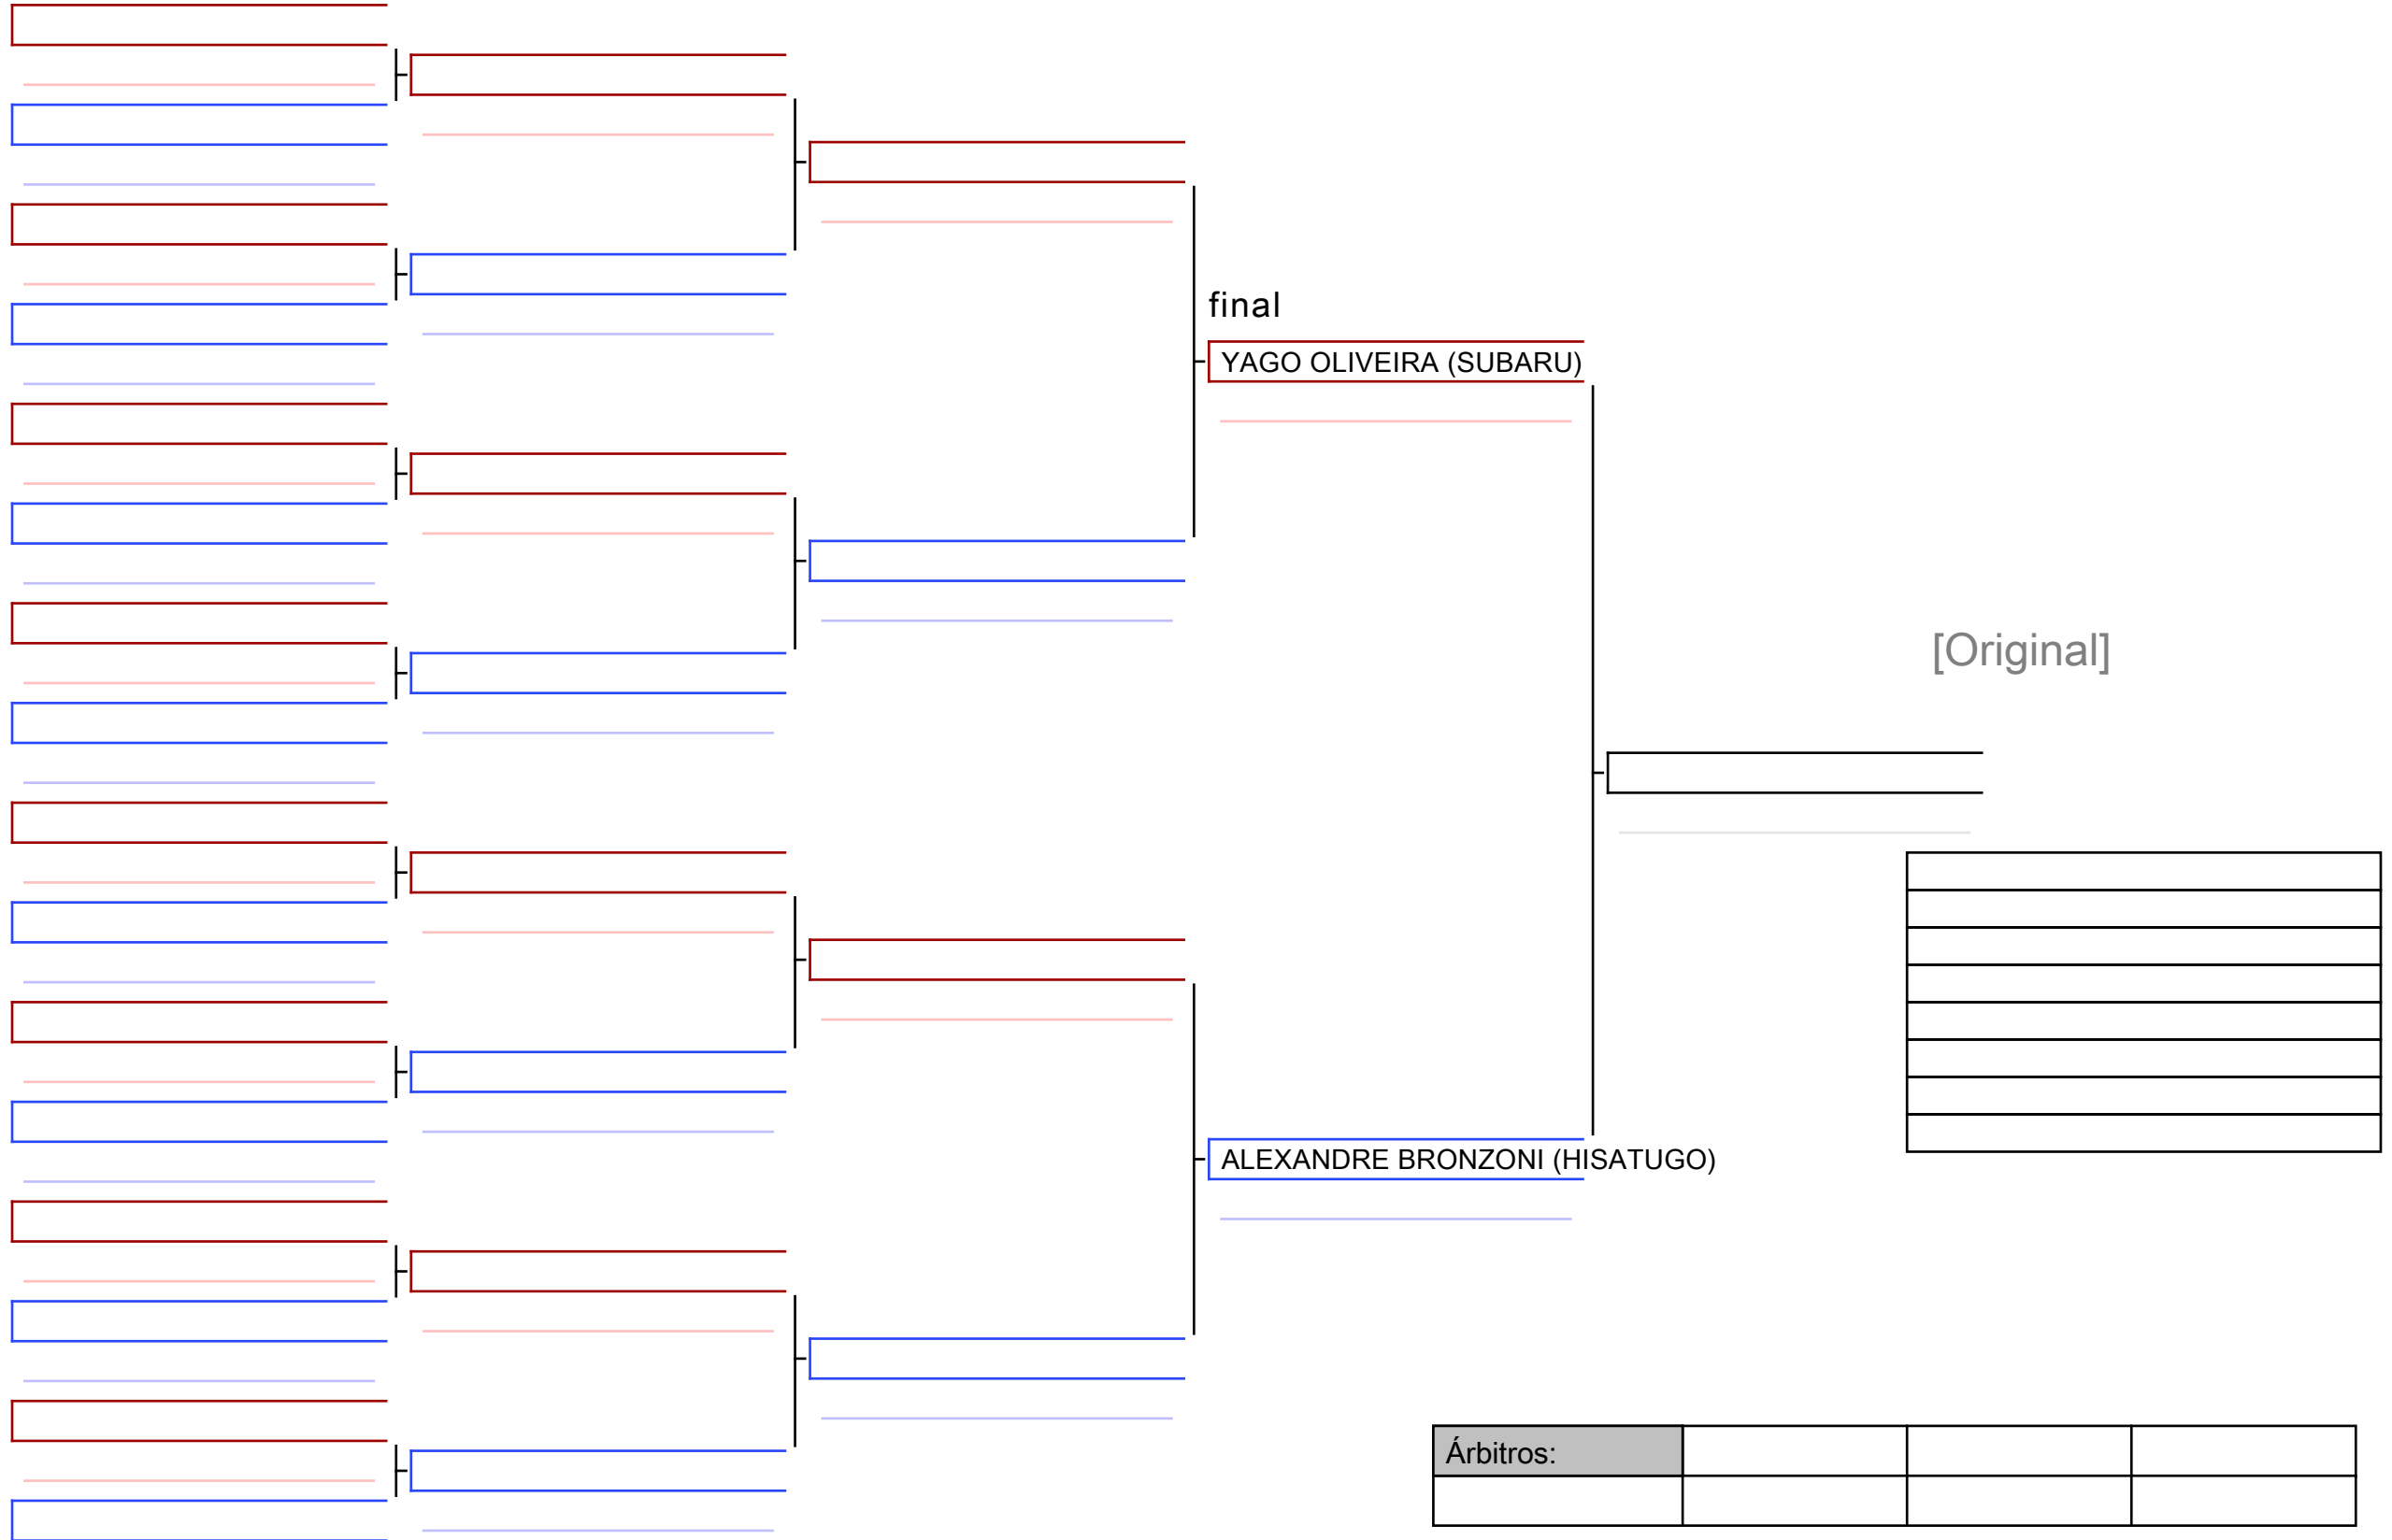 final
YAGO OLIVEIRA (SUBARU)
[Original]
ALEXANDRE BRONZONI (HISATUGO)
Árbitros: